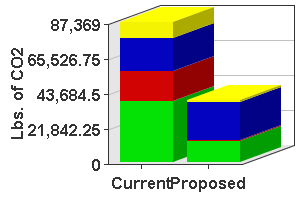 Lbs. of CO2
87,369
65,526.75
43,684.5
21,842.25
0
Current Proposed